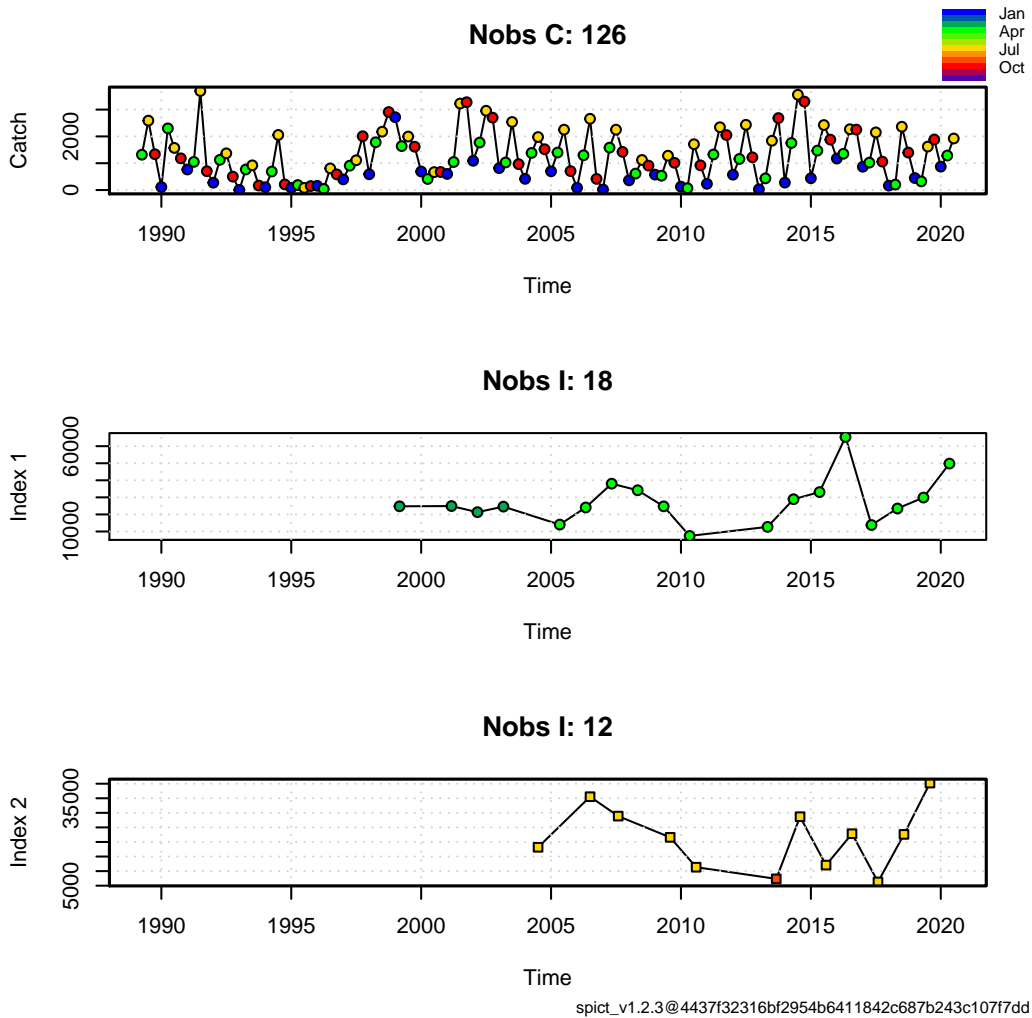 Nobs C: 126
Jan
Apr
Jul
Oct
Catch
0
2000
1990 1995 2000 2005 2010 2015 2020
Time
Nobs I: 18
Index 1
10000
60000
1990 1995 2000 2005 2010 2015 2020
Time
Nobs I: 12
Index 2
5000
35000
1990 1995 2000 2005 2010 2015 2020
Time
spict_v1.2.3@4437f32316bf2954b6411842c687b243c107f7dd